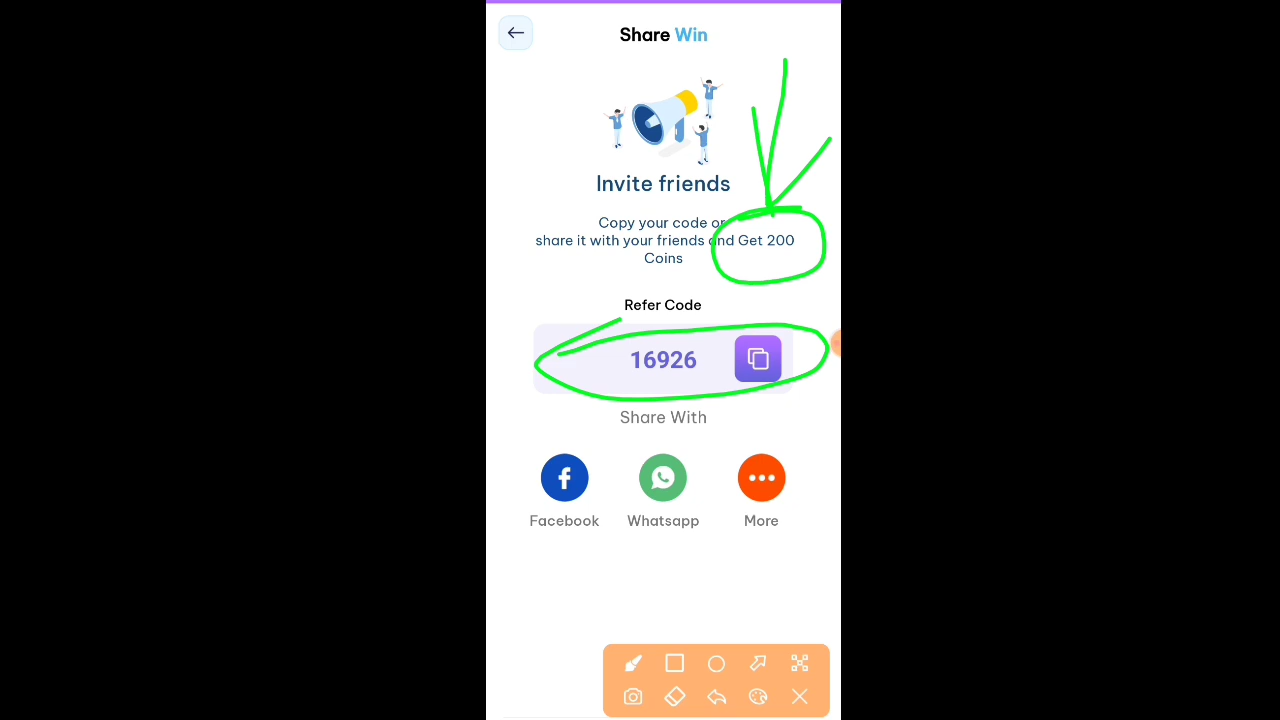 Share Win
Invite friends
Copy your code or
share it with your friends and Get 200
Coins
Refer Code
16926
Share With
Facebook Whatsapp More